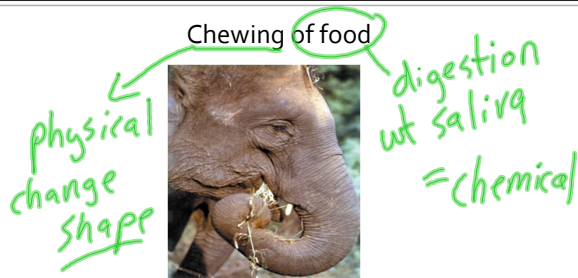 Chewing of food
physical
change
shape
digestion
wt saliva
= chemical